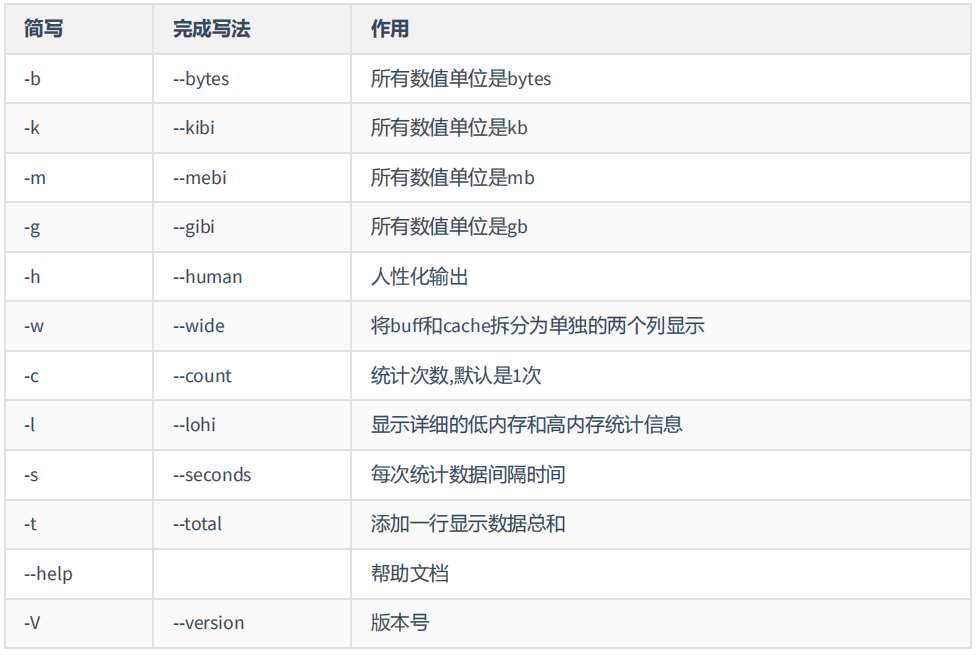 简写 完成写法 作用
-b --bytes 所有数值单位是bytes
-k --kibi 所有数值单位是kb
-m --mebi 所有数值单位是mb
-g --gibi 所有数值单位是gb
-h --human 人性化输出
-w --wide 将buff和cache拆分为单独的两个列显示
-c --count 统计次数,默认是1次
-l --lohi 显示详细的低内存和高内存统计信息
-s --seconds 每次统计数据间隔时间
-t --total 添加一行显示数据总和
--help 帮助文档
-V --version 版本号